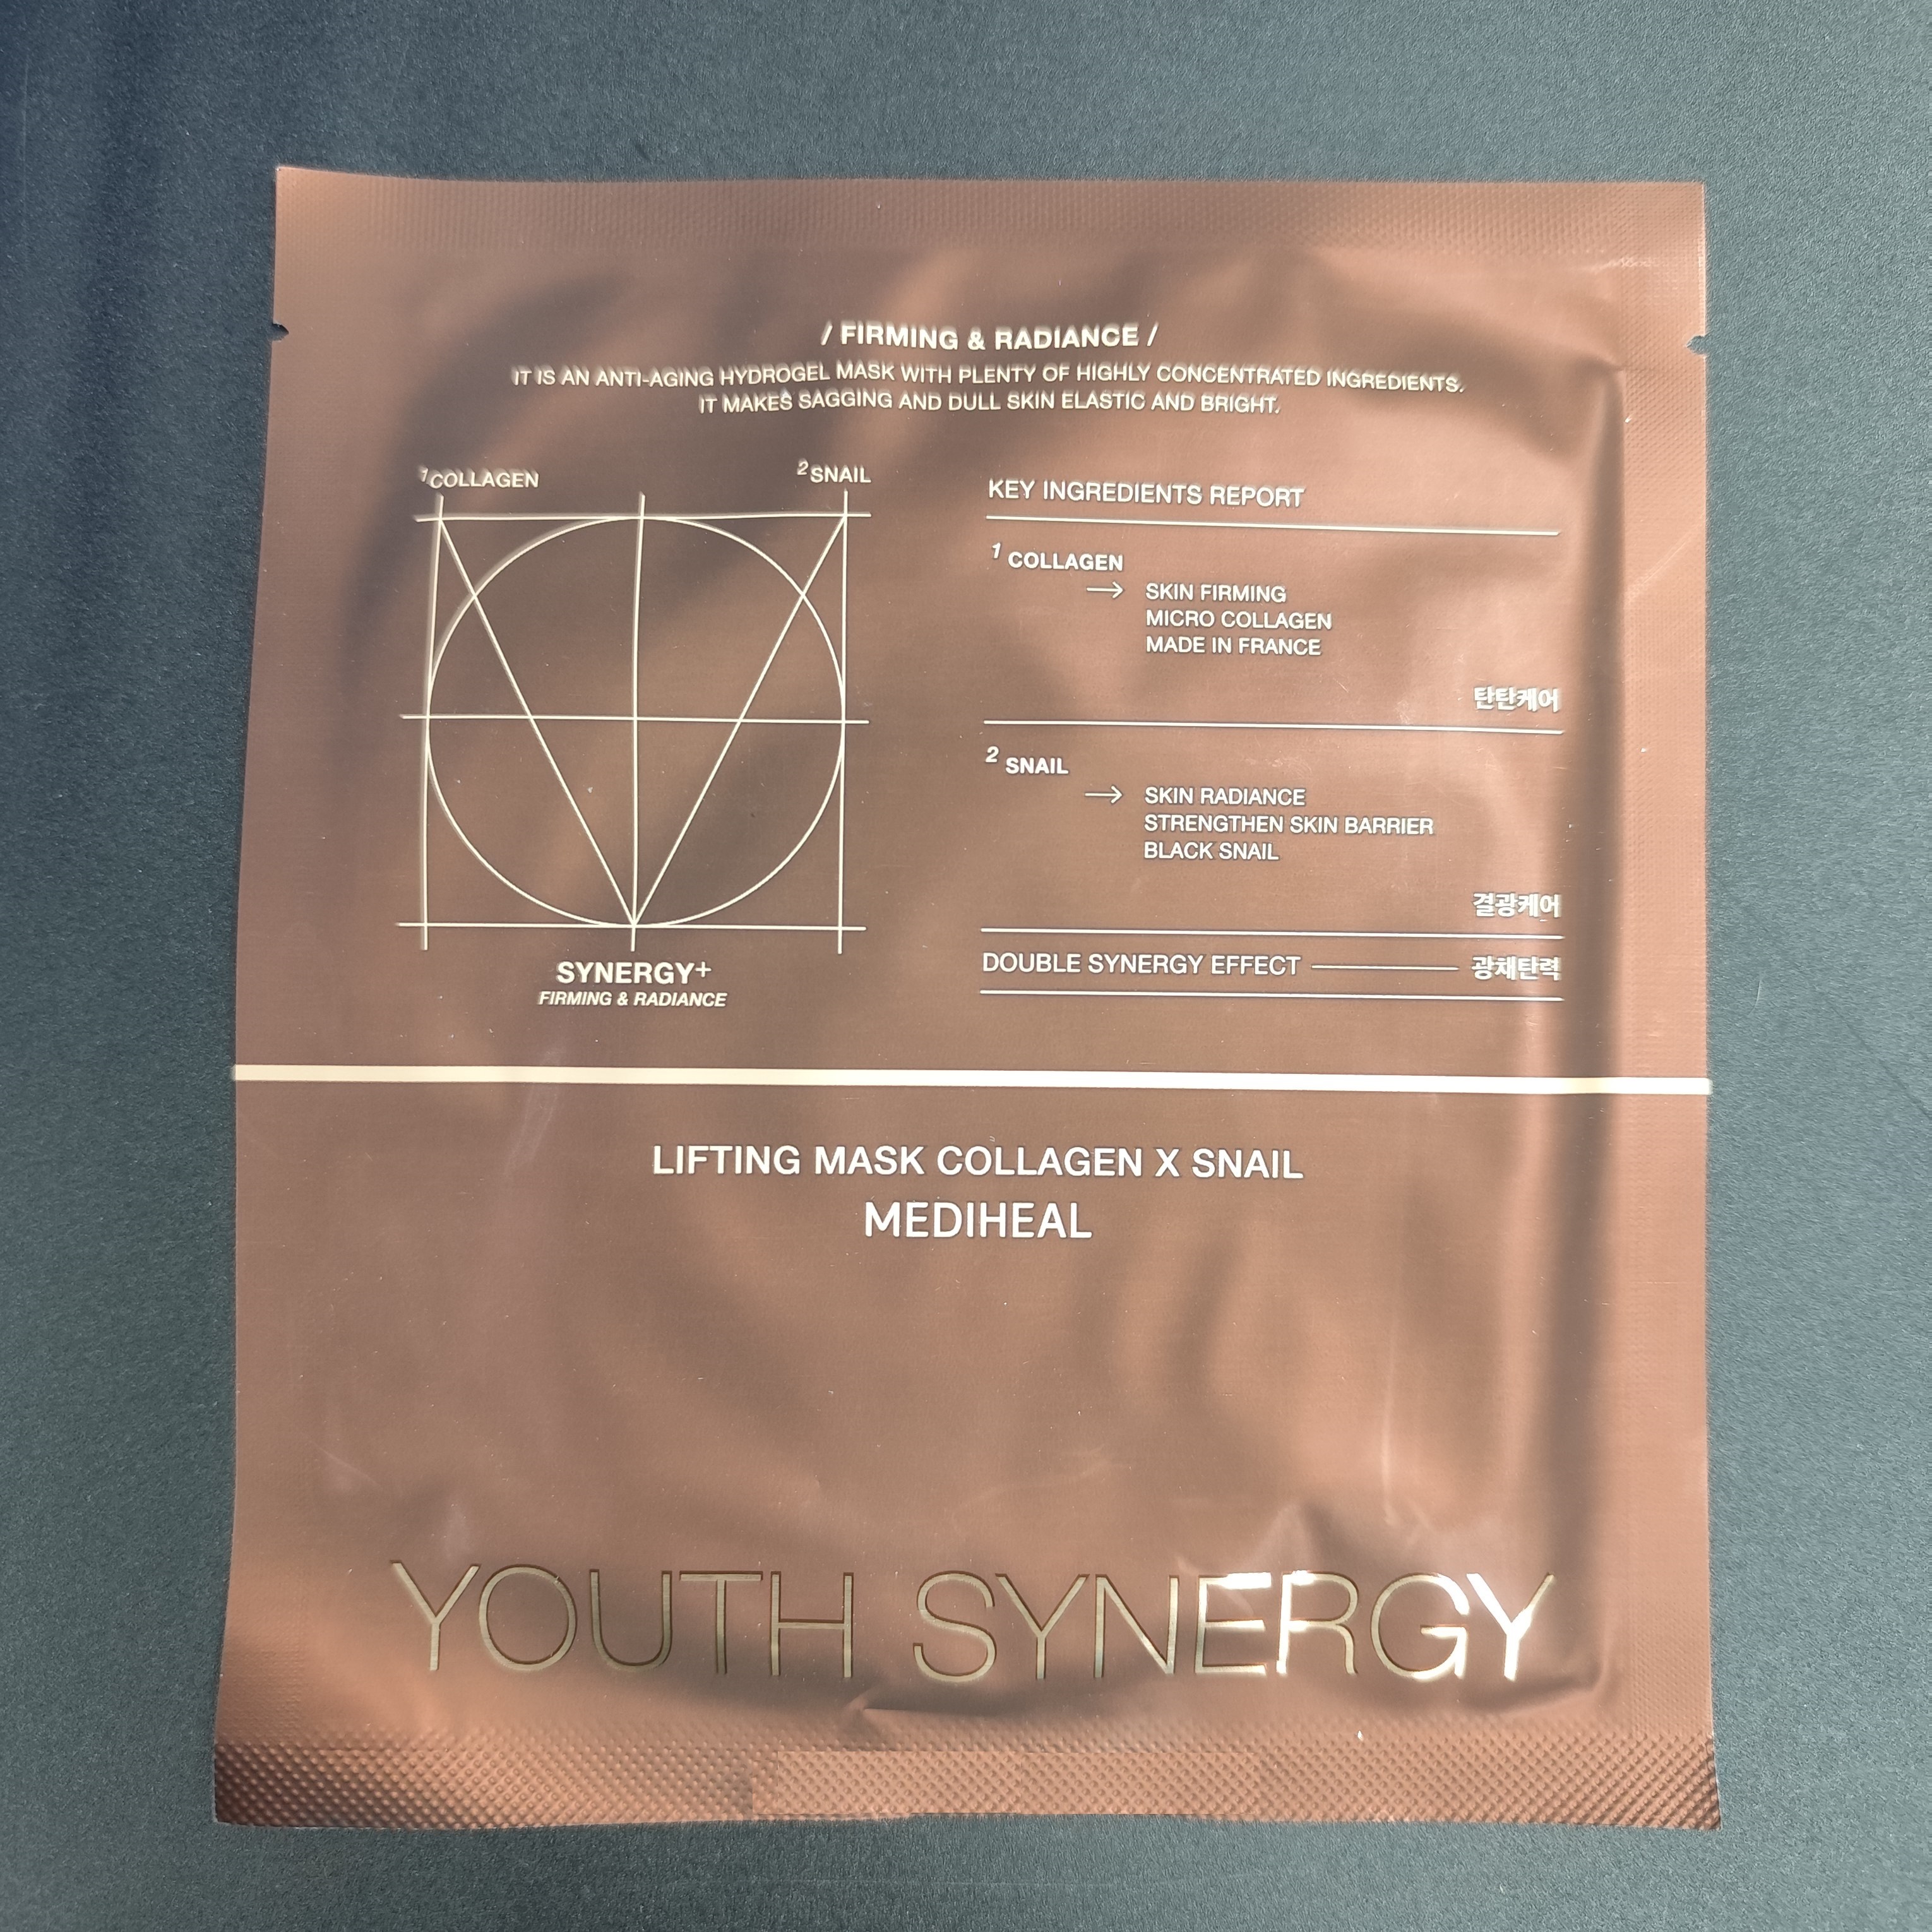 / FIRMING & RADIANCE /
IT IS AN ANTI-AGING HYDROGEL MASK WITH PLENTY OF HIGHLY CONCENTRATED INGREDIENTS.
IT MAKES SAGGING AND DULL SKIN ELASTIC AND BRIGHT.
1 COLLAGEN
2 SNAIL
SYNERGY+
FIRMING & RADIANCE
KEY INGREDIENTS REPORT
1 COLLAGEN
→ SKIN FIRMING
MICRO COLLAGEN
MADE IN FRANCE
탄탄케어
2 SNAIL
→ SKIN RADIANCE
STRENGTHEN SKIN BARRIER
BLACK SNAIL
결광케어
DOUBLE SYNERGY EFFECT — 광채탄력
LIFTING MASK COLLAGEN X SNAIL
MEDIHEAL
YOUTH SYNERGY